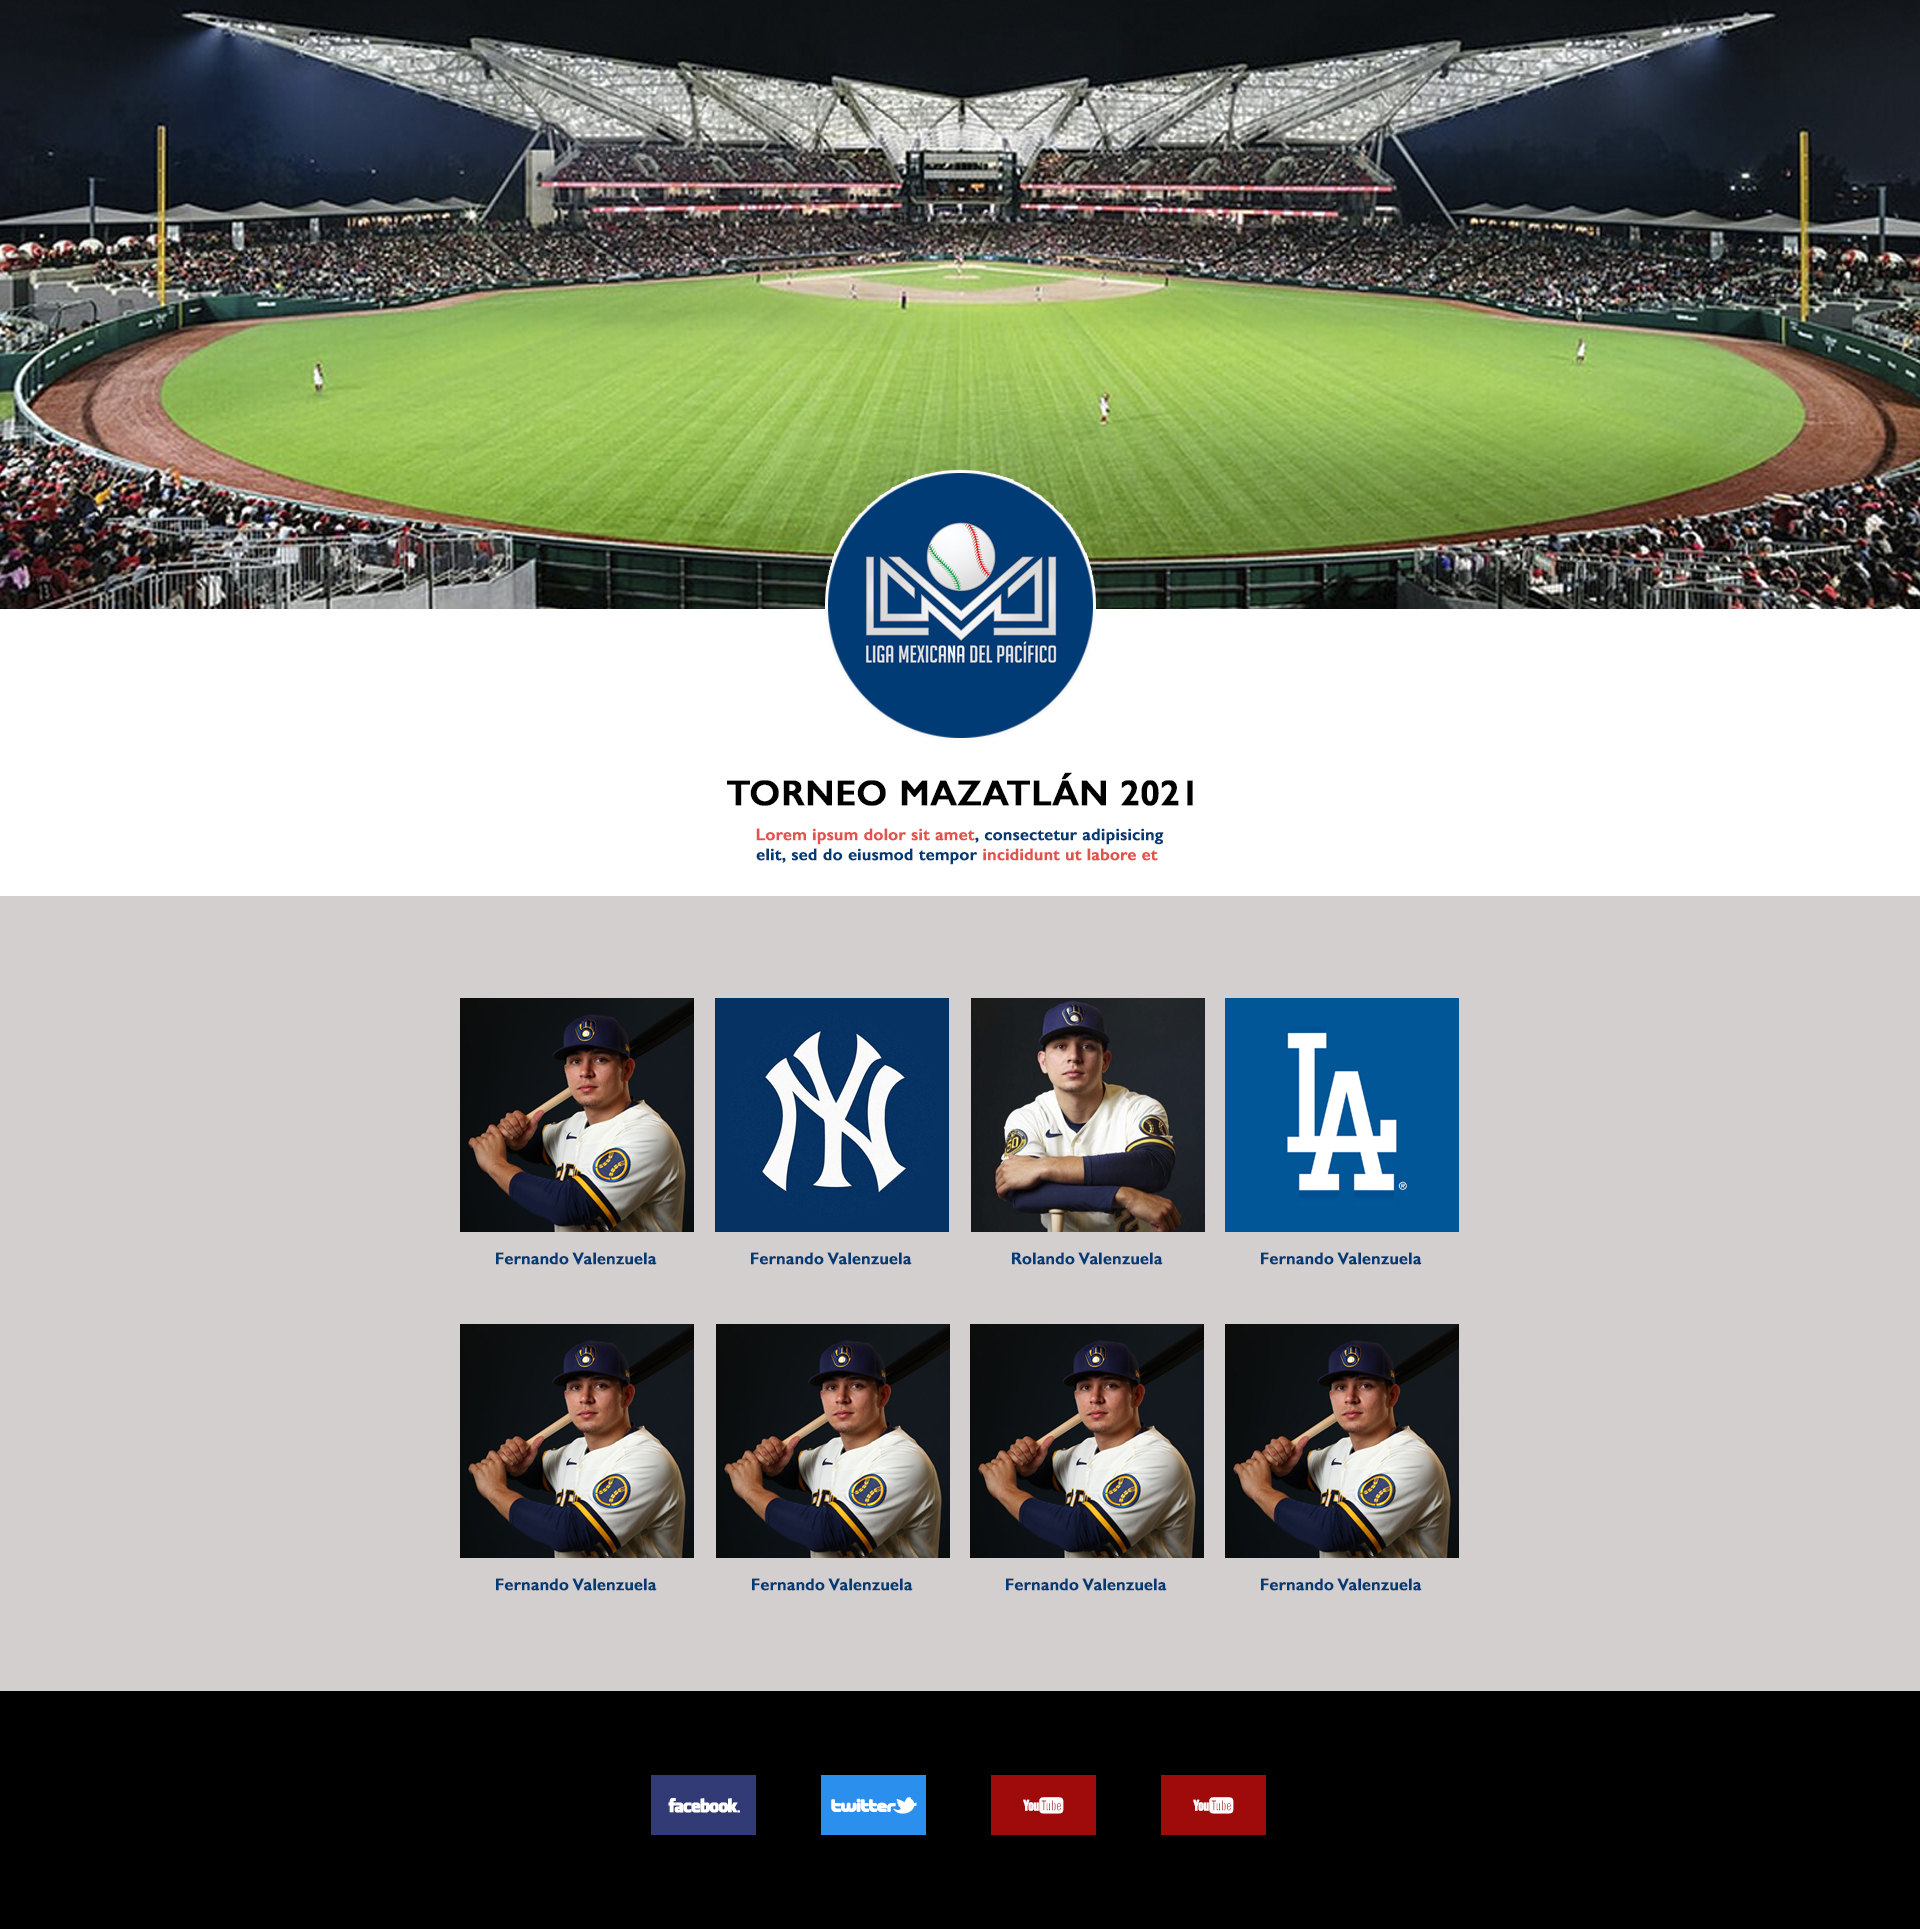 LIGA MEXICANA DEL PACÍFICO
TORNEO MAZATLÁN 2021
Lorem ipsum dolor sit amet, consectetur adipisicing
elit, sed do eiusmod tempor incididunt ut labore et
NY
LA ®
Fernando Valenzuela
Fernando Valenzuela
Rolando Valenzuela
Fernando Valenzuela
Fernando Valenzuela
Fernando Valenzuela
Fernando Valenzuela
Fernando Valenzuela
facebook.
twitter
YouTube
YouTube